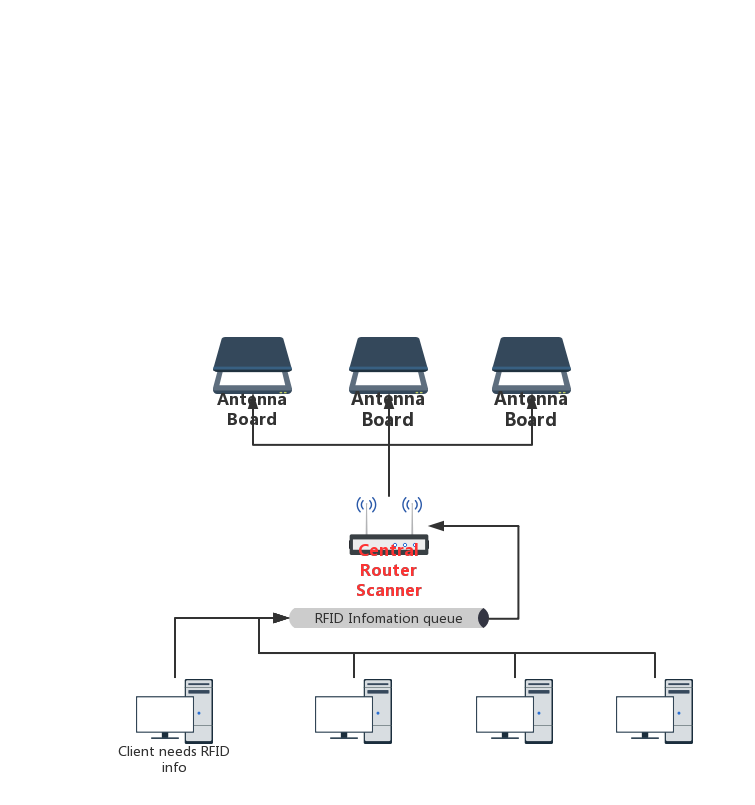 Antenna
Board
Antenna
Board
Antenna
Board
Central
Router
Scanner
RFID Infomation queue
Client needs RFID
info